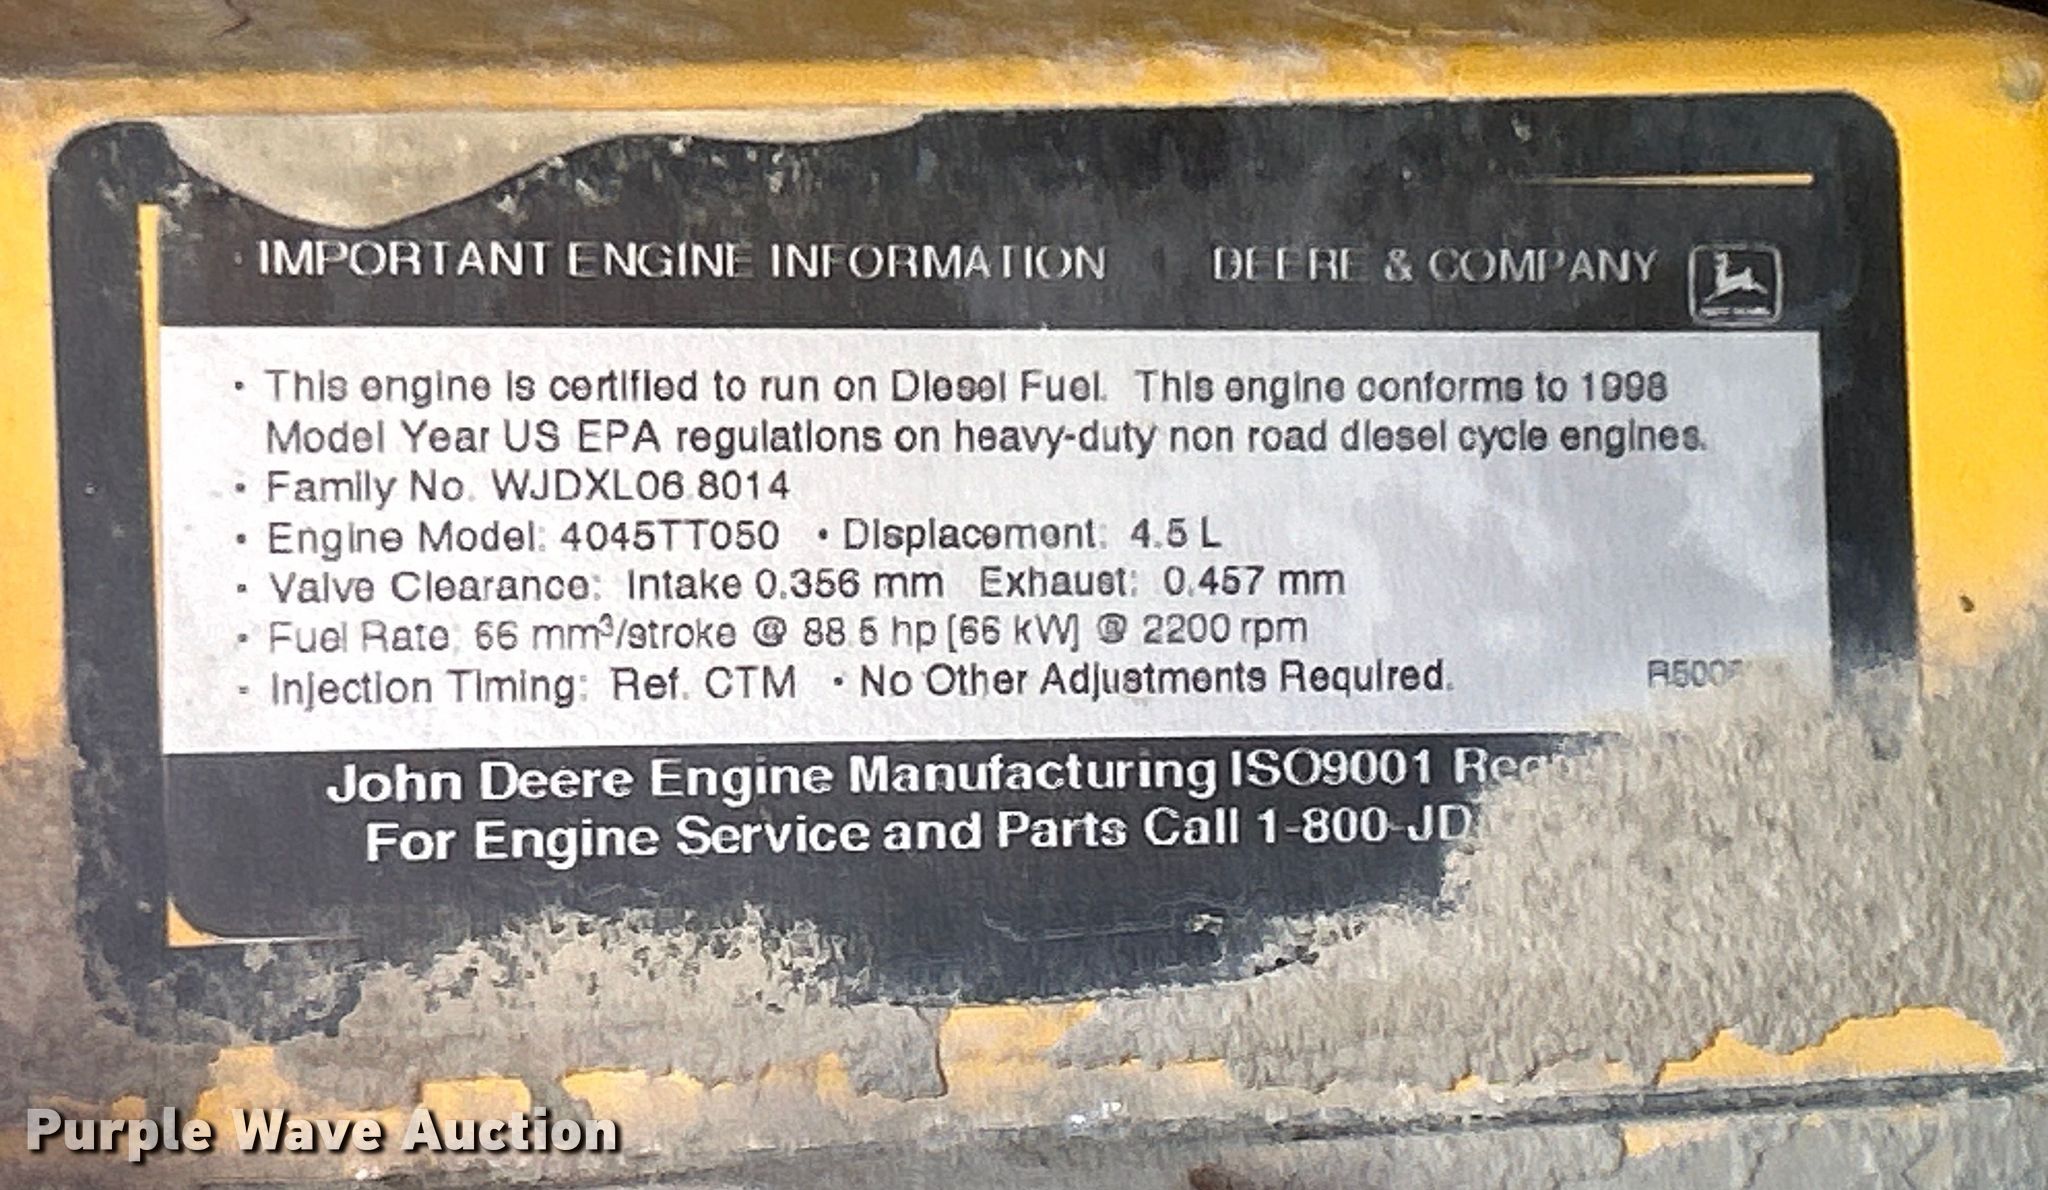 IMPORTANT ENGINE INFORMATION DEERE & COMPANY
• This engine is certified to run on Diesel Fuel. This engine conforms to 1998
Model Year US EPA regulations on heavy-duty non road diesel cycle engines.
• Family No. WJDXL06.8014
• Engine Model: 4045TT050 • Displacement: 4.5 L
• Valve Clearance: Intake 0.356 mm Exhaust: 0.457 mm
• Fuel Rate: 66 mm³/stroke @ 88.5 hp [66 kW] @ 2200 rpm
• Injection Timing: Ref. CTM • No Other Adjustments Required.
John Deere Engine Manufacturing ISO9001
For Engine Service and Parts Call 1-800-JD
Purple Wave Auction